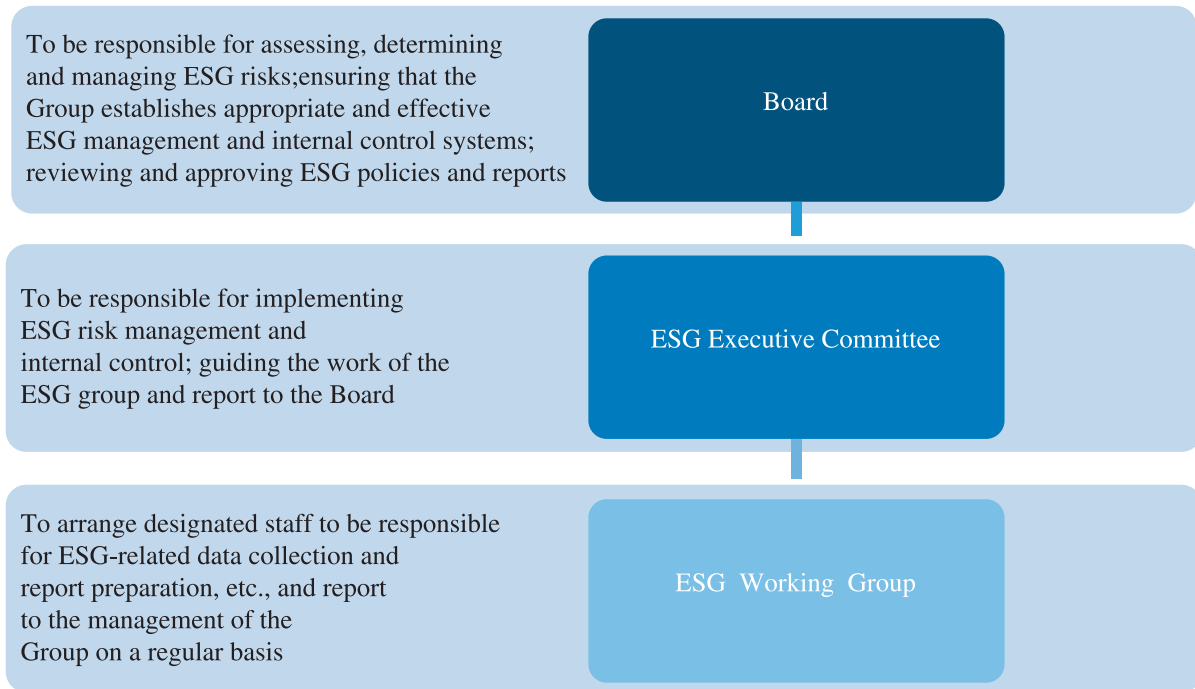 To be responsible for assessing, determining
and managing ESG risks;ensuring that the
Group establishes appropriate and effective
ESG management and internal control systems;
reviewing and approving ESG policies and reports
Board
To be responsible for implementing
ESG risk management and
internal control; guiding the work of the
ESG group and report to the Board
ESG Executive Committee
To arrange designated staff to be responsible
for ESG-related data collection and
report preparation, etc., and report
to the management of the
Group on a regular basis
ESG Working Group